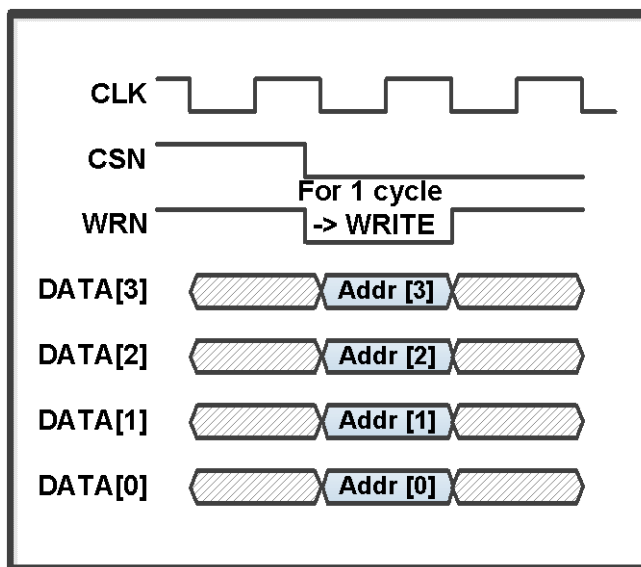 CLK
CSN
For 1 cycle
WRN -> WRITE
DATA[3] Addr [3]
DATA[2] Addr [2]
DATA[1] Addr [1]
DATA[0] Addr [0]